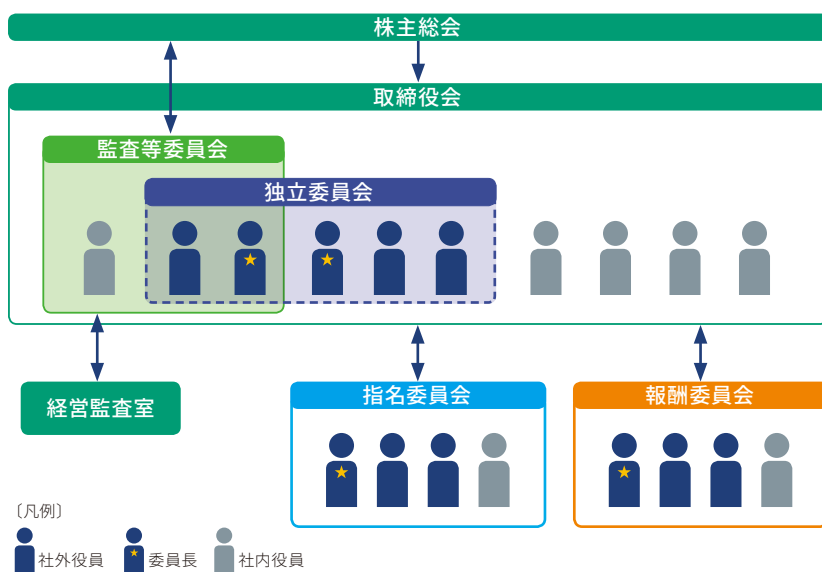 株主総会
取締役会
監査等委員会
独立委員会
経営監査室
指名委員会
報酬委員会
〔凡例〕
社外役員 委員長 社内役員